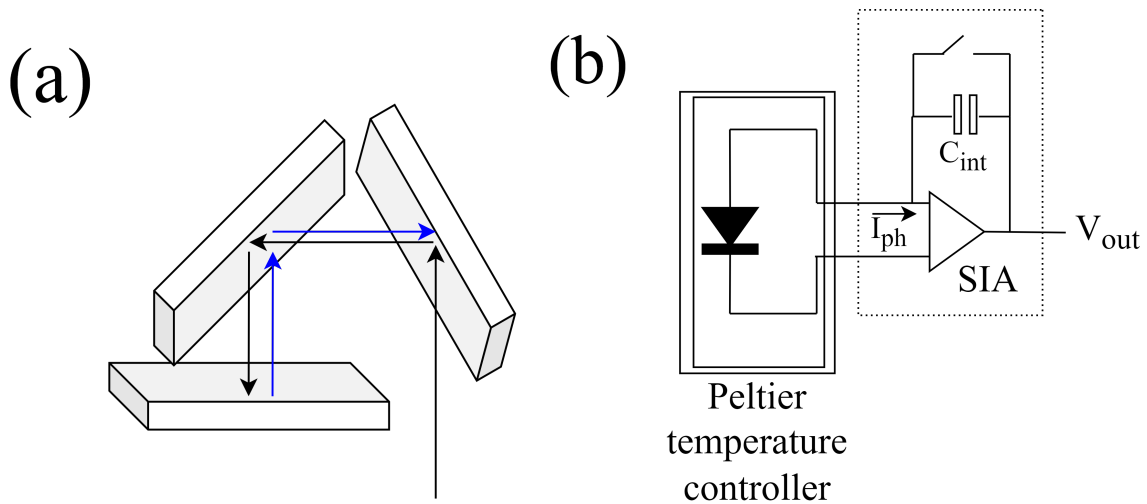 (a)
(b)
C_int
I_ph
V_out
SIA
Peltier
temperature
controller